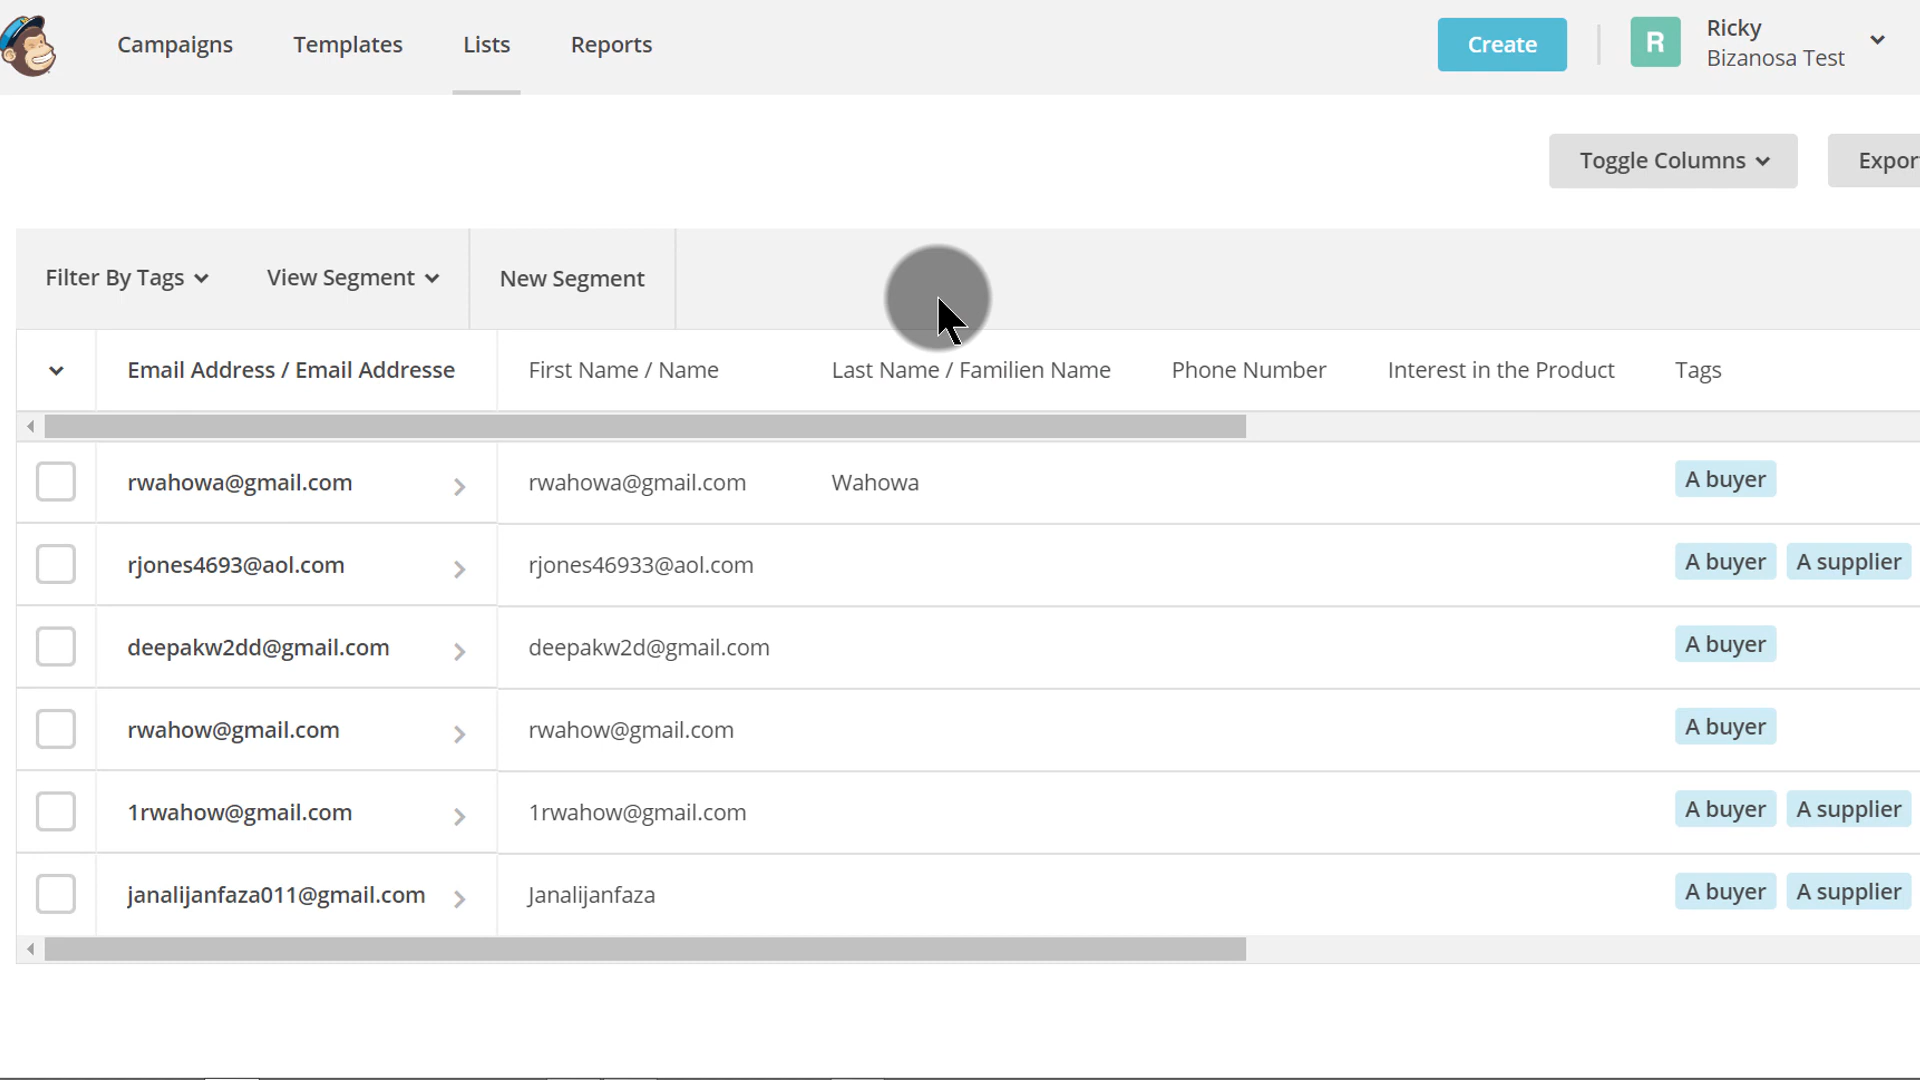 Campaigns Templates Lists Reports Create R Ricky
Bizanosa Test
Toggle Columns Expor
Filter By Tags View Segment New Segment
Email Address / Email Addresse First Name / Name Last Name / Familien Name Phone Number Interest in the Product Tags
rwahowa@gmail.com rwahowa@gmail.com Wahowa A buyer
rjones4693@aol.com rjones46933@aol.com A buyer A supplier
deepakw2dd@gmail.com deepakw2d@gmail.com A buyer
rwahow@gmail.com rwahow@gmail.com A buyer
1rwahow@gmail.com 1rwahow@gmail.com A buyer A supplier
janalijanfaza011@gmail.com Janalijanfaza A buyer A supplier